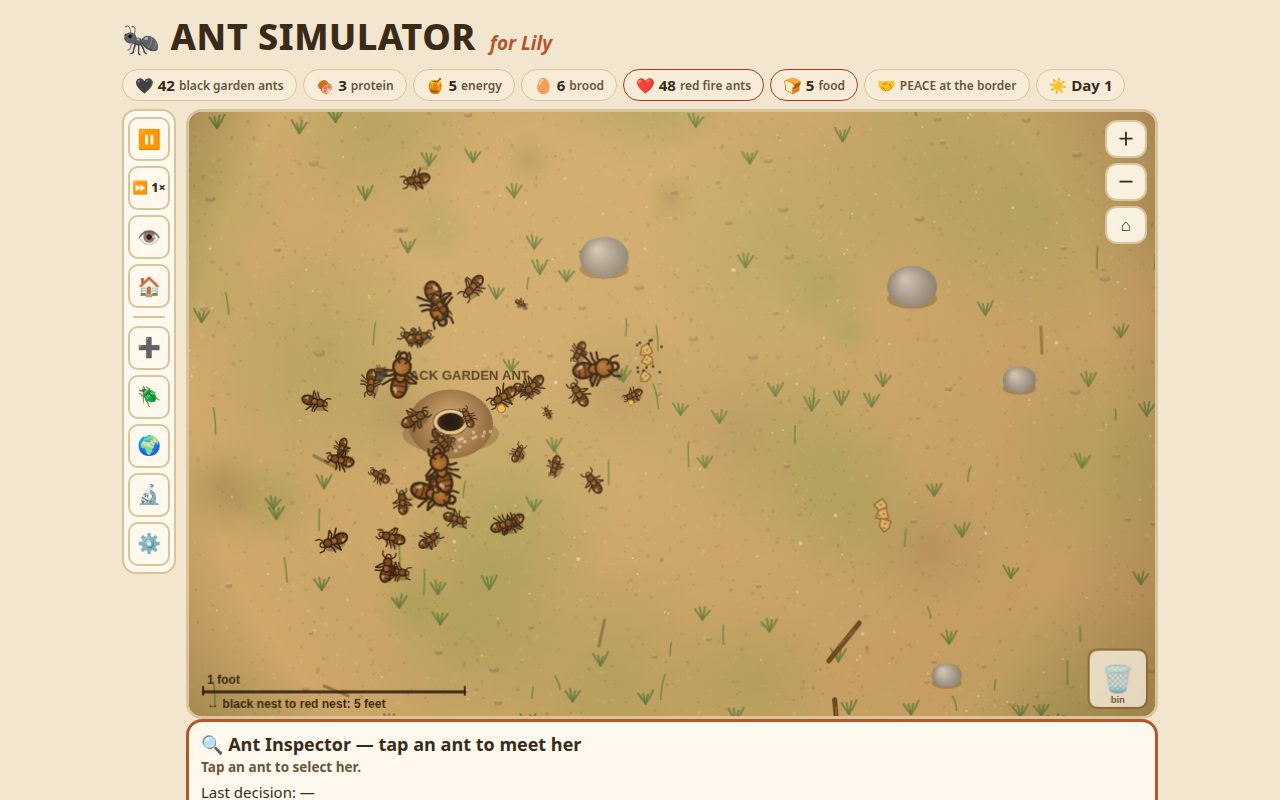 ANT SIMULATOR for Lily
42 black garden ants
3 protein
5 energy
6 brood
48 red fire ants
5 food
PEACE at the border
Day 1
1×
+
−
ACK GARDEN ANT
1 foot
↔ black nest to red nest: 5 feet
bin
Ant Inspector — tap an ant to meet her
Tap an ant to select her.
Last decision: —